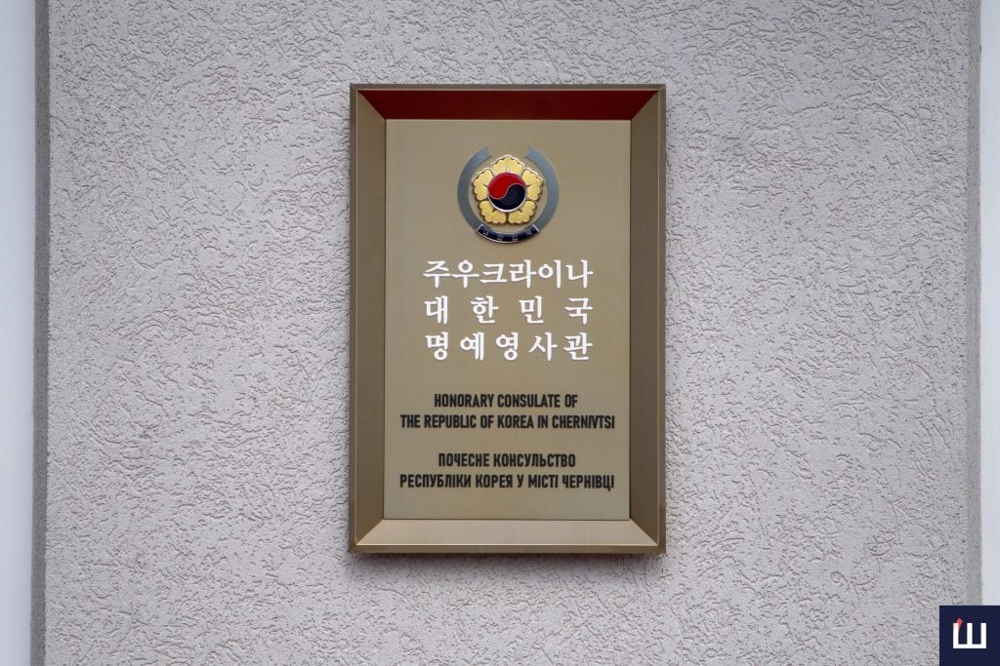 주우크라이나
대한민국
명예영사관
HONORARY CONSULATE OF
THE REPUBLIC OF KOREA IN CHERNIVTSI
ПОЧЕСНЕ КОНСУЛЬСТВО
РЕСПУБЛІКИ КОРЕЯ У МІСТІ ЧЕРНІВЦІ